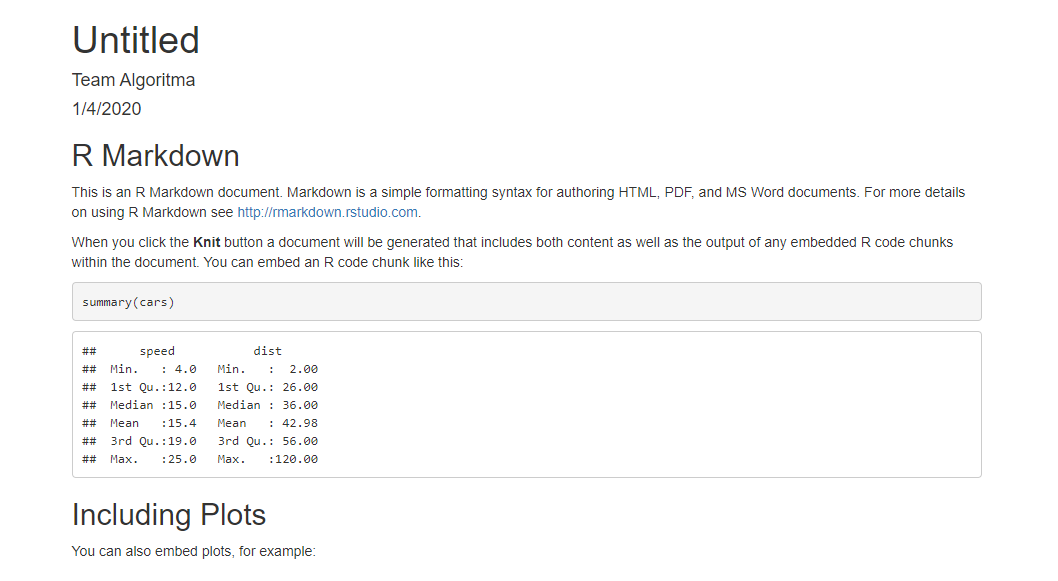 Untitled
Team Algoritma
1/4/2020
R Markdown
This is an R Markdown document. Markdown is a simple formatting syntax for authoring HTML, PDF, and MS Word documents. For more details
on using R Markdown see http://rmarkdown.rstudio.com.
When you click the Knit button a document will be generated that includes both content as well as the output of any embedded R code chunks
within the document. You can embed an R code chunk like this:
summary(cars)
##      speed           dist
##  Min.   : 4.0   Min.   :  2.00
##  1st Qu.:12.0   1st Qu.: 26.00
##  Median :15.0   Median : 36.00
##  Mean   :15.4   Mean   : 42.98
##  3rd Qu.:19.0   3rd Qu.: 56.00
##  Max.   :25.0   Max.   :120.00
Including Plots
You can also embed plots, for example: